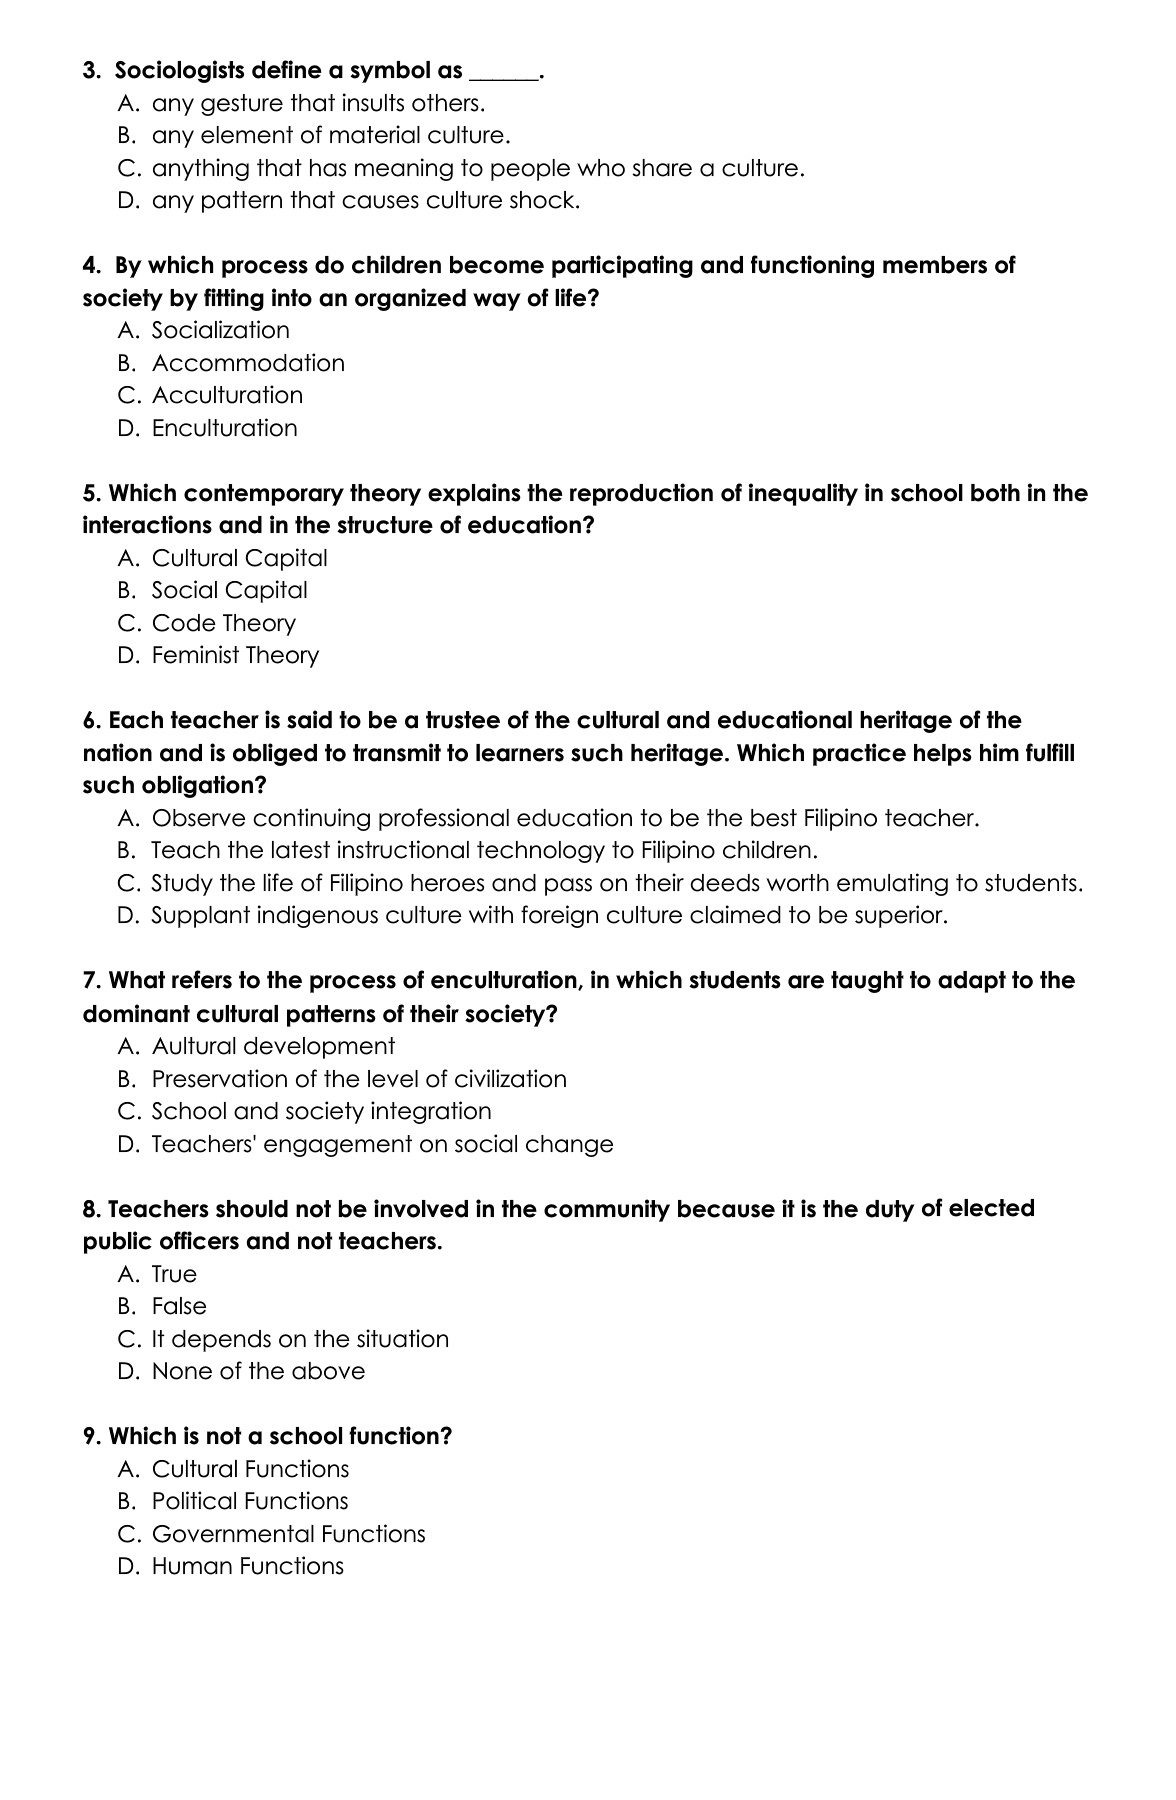 3. Sociologists define a symbol as ______.
A. any gesture that insults others.
B. any element of material culture.
C. anything that has meaning to people who share a culture.
D. any pattern that causes culture shock.
4. By which process do children become participating and functioning members of
society by fitting into an organized way of life?
A. Socialization
B. Accommodation
C. Acculturation
D. Enculturation
5. Which contemporary theory explains the reproduction of inequality in school both in the
interactions and in the structure of education?
A. Cultural Capital
B. Social Capital
C. Code Theory
D. Feminist Theory
6. Each teacher is said to be a trustee of the cultural and educational heritage of the
nation and is obliged to transmit to learners such heritage. Which practice helps him fulfill
such obligation?
A. Observe continuing professional education to be the best Filipino teacher.
B. Teach the latest instructional technology to Filipino children.
C. Study the life of Filipino heroes and pass on their deeds worth emulating to students.
D. Supplant indigenous culture with foreign culture claimed to be superior.
7. What refers to the process of enculturation, in which students are taught to adapt to the
dominant cultural patterns of their society?
A. Aultural development
B. Preservation of the level of civilization
C. School and society integration
D. Teachers' engagement on social change
8. Teachers should not be involved in the community because it is the duty of elected
public officers and not teachers.
A. True
B. False
C. It depends on the situation
D. None of the above
9. Which is not a school function?
A. Cultural Functions
B. Political Functions
C. Governmental Functions
D. Human Functions